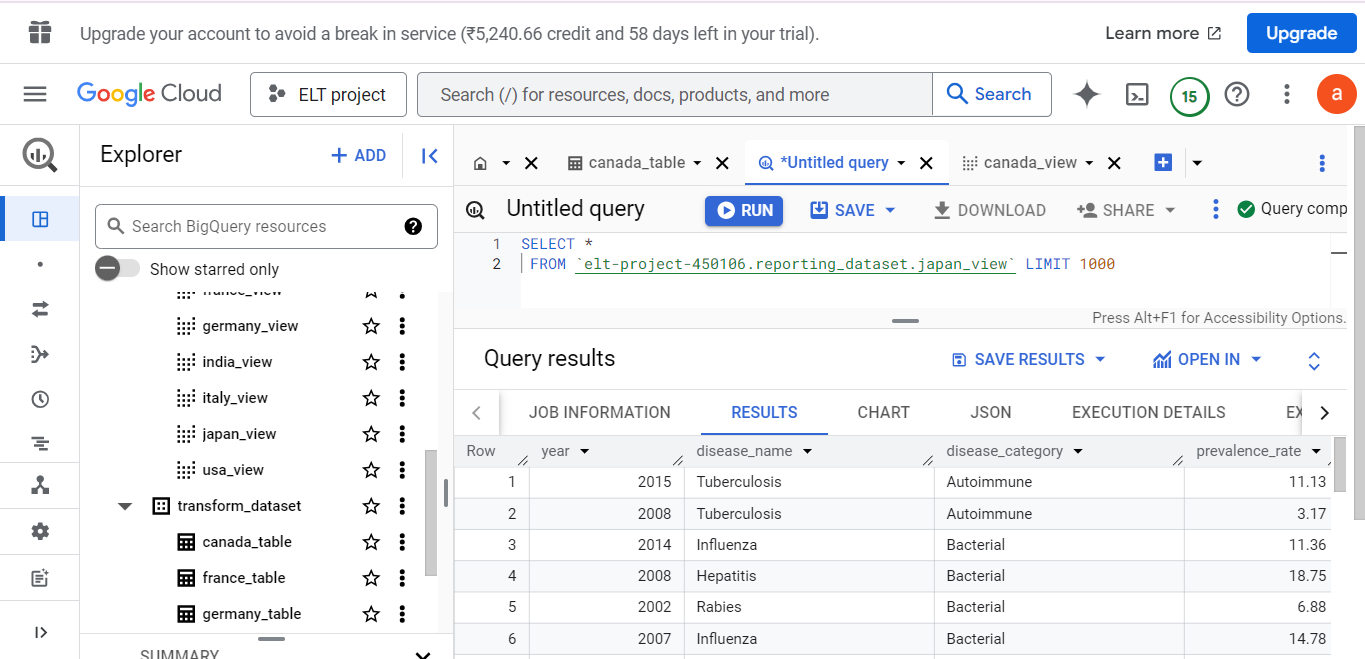 Upgrade your account to avoid a break in service (₹5,240.66 credit and 58 days left in your trial).
Learn more
Upgrade
Google Cloud
ELT project
Search (/) for resources, docs, products, and more
Search
15
a
Explorer
+ ADD
Search BigQuery resources
Show starred only
france_view
germany_view
india_view
italy_view
japan_view
usa_view
transform_dataset
canada_table
france_table
germany_table
SUMMARY
canada_table
*Untitled query
canada_view
Untitled query
RUN
SAVE
DOWNLOAD
SHARE
Query comp
1 SELECT *
2 FROM `elt-project-450106.reporting_dataset.japan_view` LIMIT 1000
Press Alt+F1 for Accessibility Options.
Query results
SAVE RESULTS
OPEN IN
JOB INFORMATION RESULTS CHART JSON EXECUTION DETAILS EX
Row year disease_name disease_category prevalence_rate
1 2015 Tuberculosis Autoimmune 11.13
2 2008 Tuberculosis Autoimmune 3.17
3 2014 Influenza Bacterial 11.36
4 2008 Hepatitis Bacterial 18.75
5 2002 Rabies Bacterial 6.88
6 2007 Influenza Bacterial 14.78